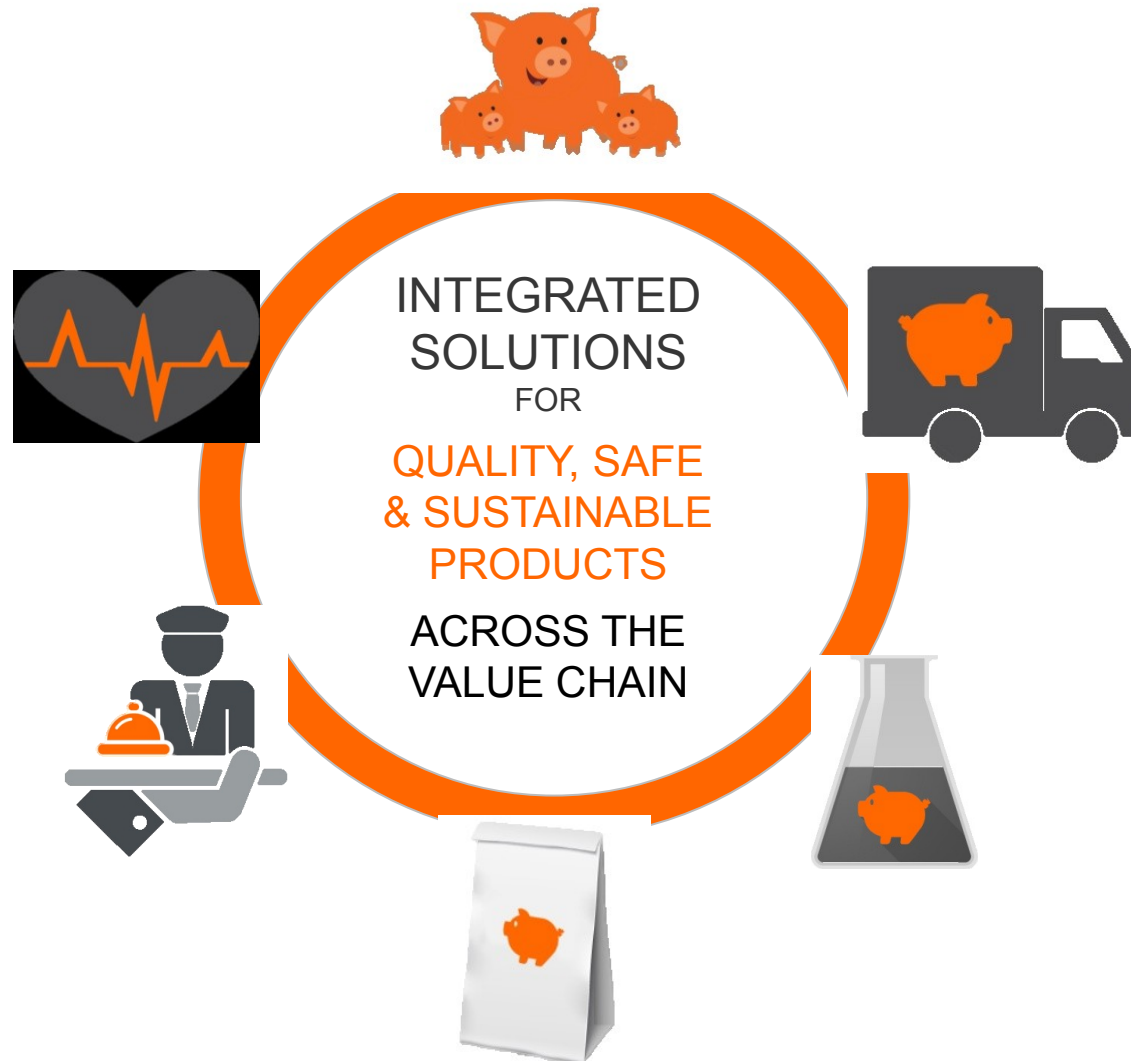 INTEGRATED
SOLUTIONS
FOR
QUALITY, SAFE
& SUSTAINABLE
PRODUCTS
ACROSS THE
VALUE CHAIN